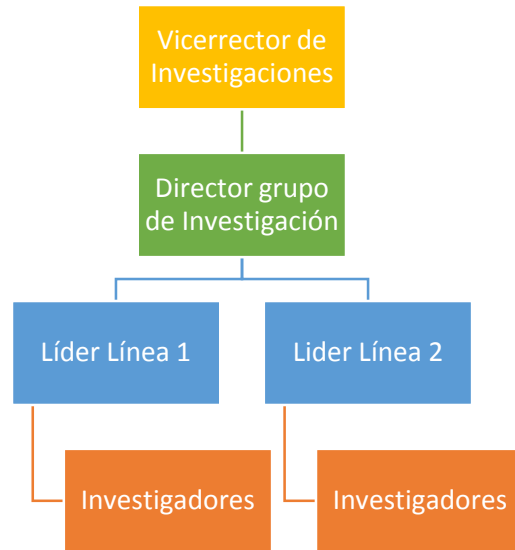 Vicerrector de
Investigaciones
Director grupo
de Investigación
Líder Línea 1
Lider Línea 2
Investigadores
Investigadores